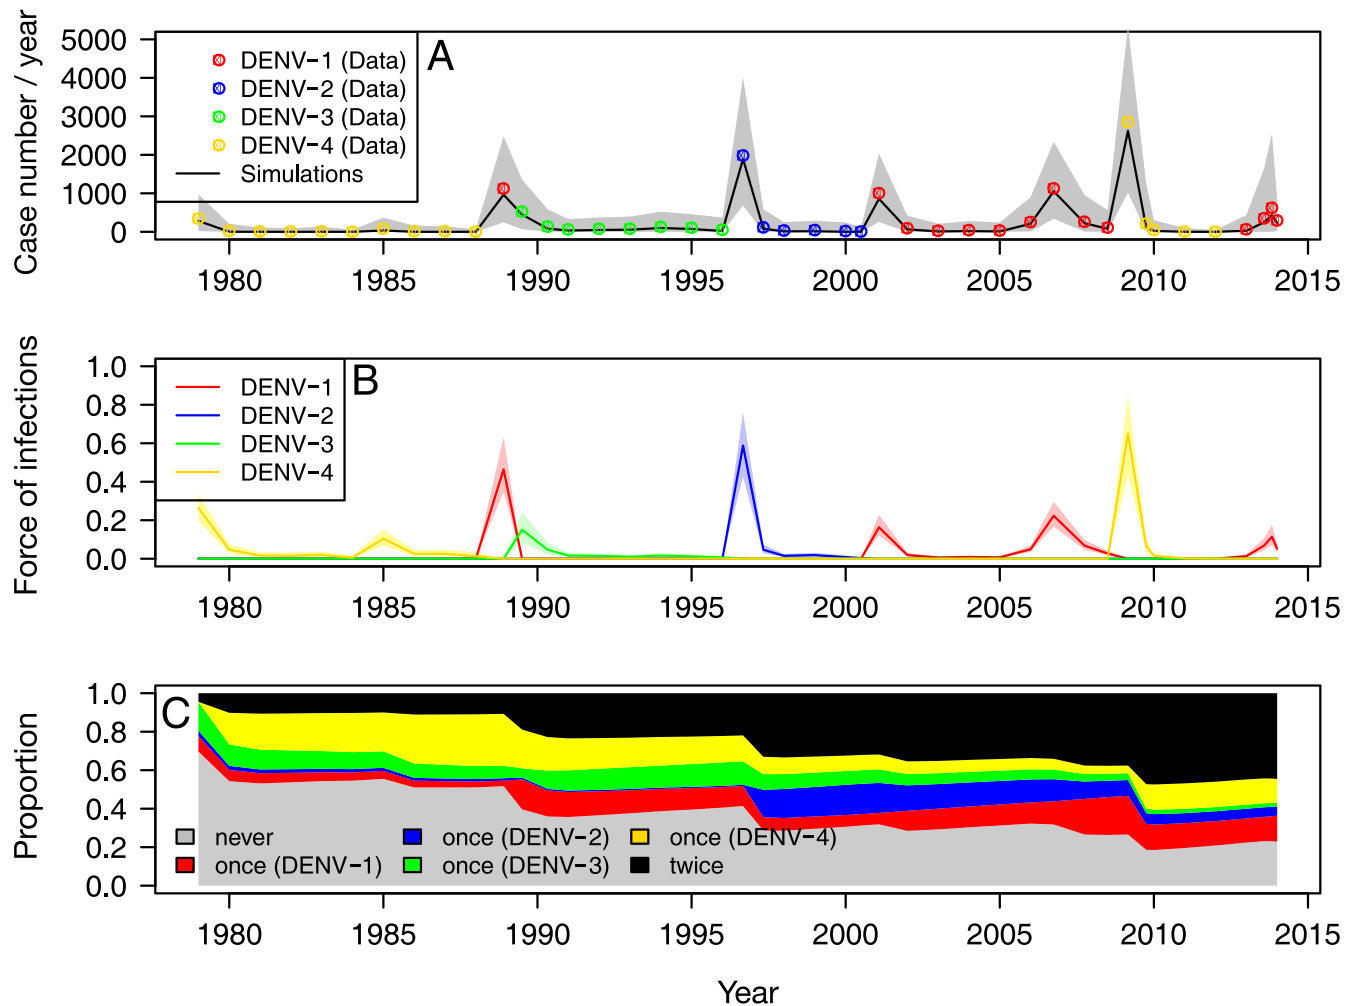 Case number / year
5000
4000
3000
2000
1000
0
DENV−1 (Data)
DENV−2 (Data)
DENV−3 (Data)
DENV−4 (Data)
Simulations
A
1980 1985 1990 1995 2000 2005 2010 2015
Force of infections
1.0
0.8
0.6
0.4
0.2
0.0
DENV−1
DENV−2
DENV−3
DENV−4
B
1980 1985 1990 1995 2000 2005 2010 2015
Proportion
1.0
0.8
0.6
0.4
0.2
0.0
C
never once (DENV−2) once (DENV−4)
once (DENV−1) once (DENV−3) twice
1980 1985 1990 1995 2000 2005 2010 2015
Year